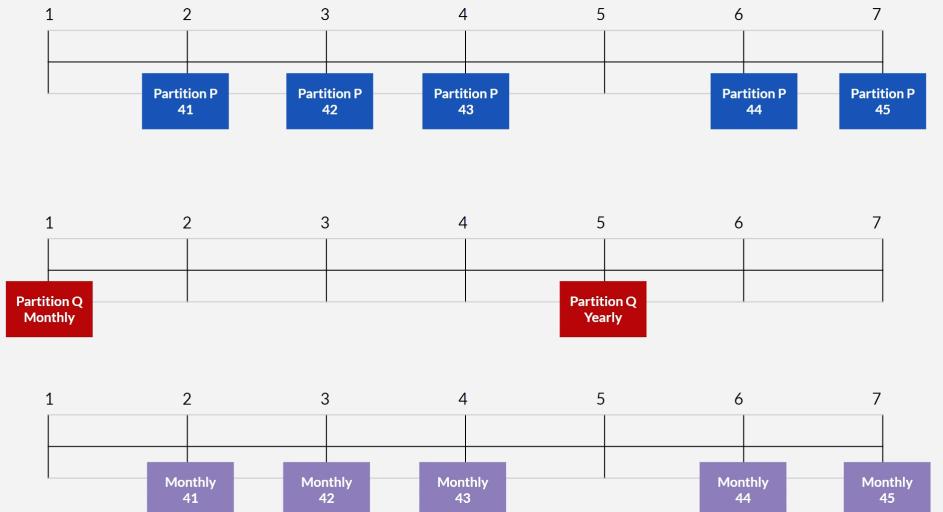 1 2 3 4 5 6 7
Partition P Partition P Partition P Partition P Partition P
41 42 43 44 45
1 2 3 4 5 6 7
Partition Q Partition Q
Monthly Yearly
1 2 3 4 5 6 7
Monthly Monthly Monthly Monthly Monthly
41 42 43 44 45